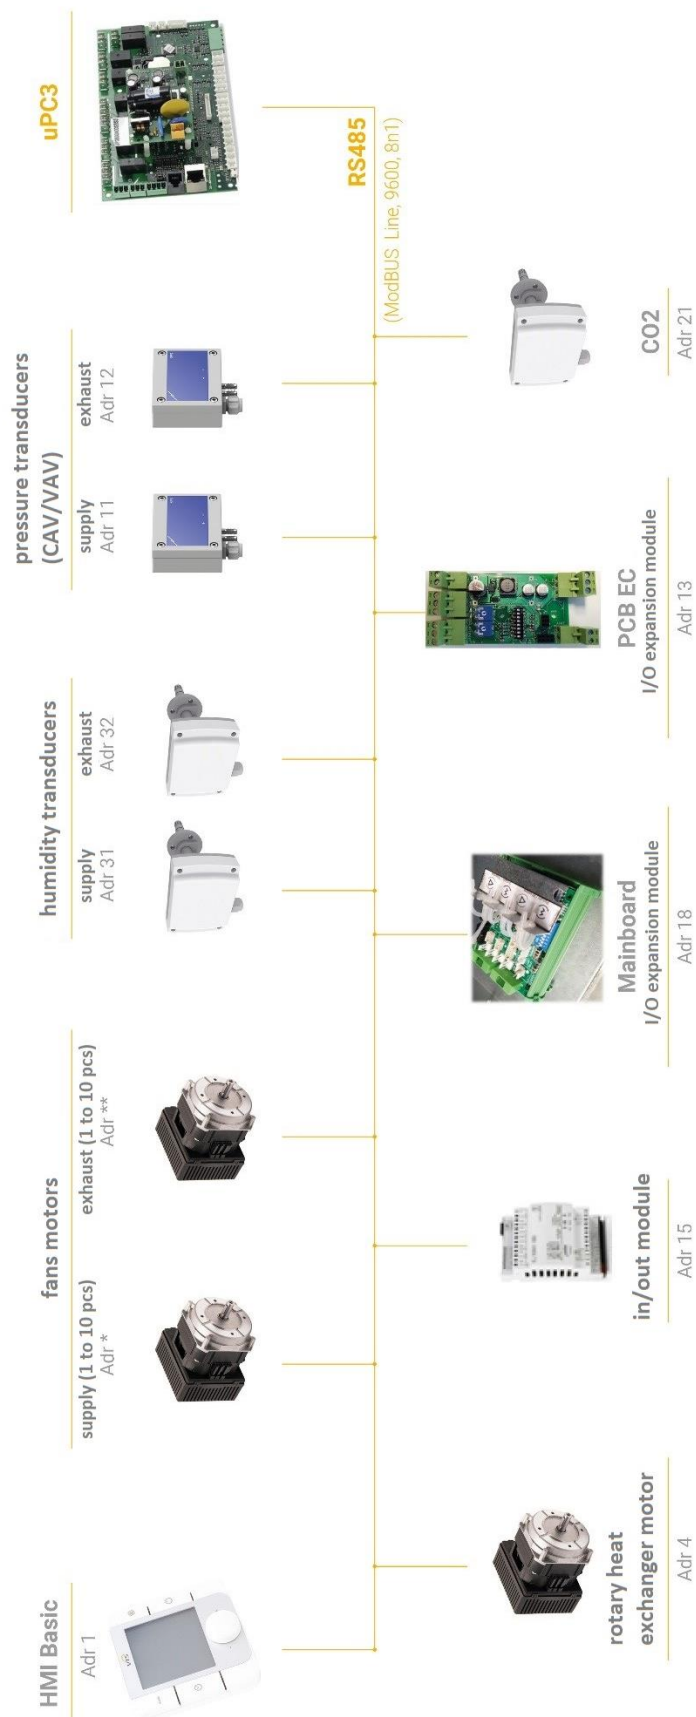 uPC3
RS485
(ModBUS Line, 9600, 8n1)
pressure transducers
(CAV/VAV)
exhaust
Adr 12
supply
Adr 11
humidity transducers
exhaust
Adr 32
supply
Adr 31
fans motors
exhaust (1 to 10 pcs)
Adr **
supply (1 to 10 pcs)
Adr *
HMI Basic
Adr 1
CO2
Adr 21
PCB EC
I/O expansion module
Adr 13
Mainboard
I/O expansion module
Adr 18
in/out module
Adr 15
rotary heat
exchanger motor
Adr 4